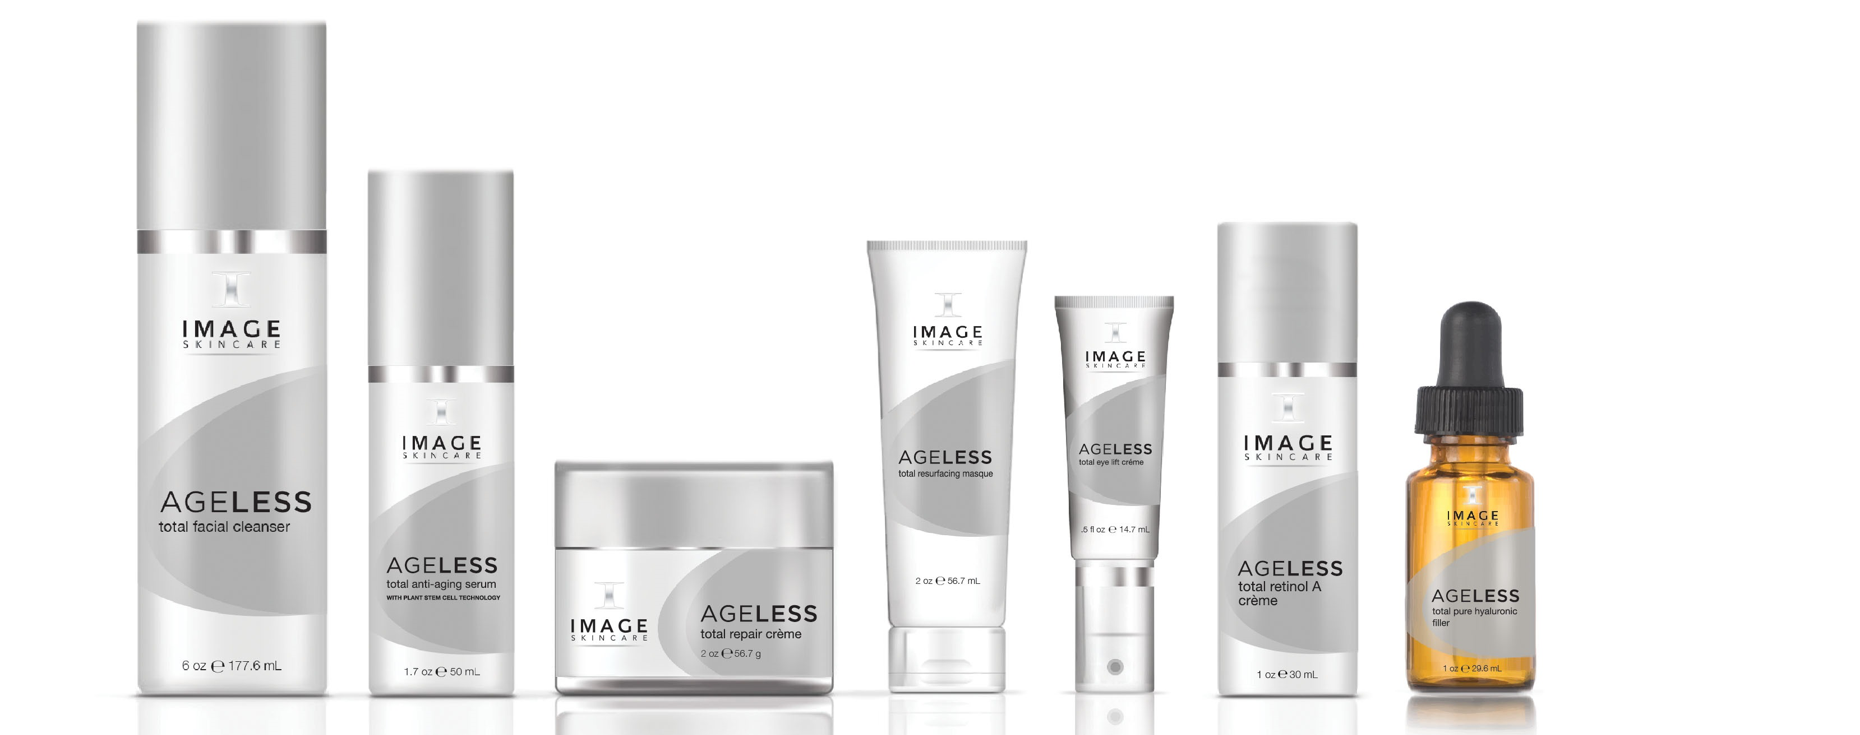 IMAGE
SKINCARE
AGELESS
total facial cleanser
6 oz ℮ 177.6 mL
IMAGE
SKINCARE
AGELESS
total anti-aging serum
WITH PLANT STEM CELL TECHNOLOGY
1.7 oz ℮ 50 mL
IMAGE
SKINCARE
AGELESS
total repair crème
2 oz ℮ 56.7 g
IMAGE
SKINCARE
AGELESS
total resurfacing masque
2 oz ℮ 56.7 mL
IMAGE
SKINCARE
AGELESS
total eye lift crème
.5 fl oz ℮ 14.7 mL
IMAGE
SKINCARE
AGELESS
total retinol A
crème
1 oz ℮ 30 mL
IMAGE
SKINCARE
AGELESS
total pure hyaluronic
filler
1 oz ℮ 29.6 mL